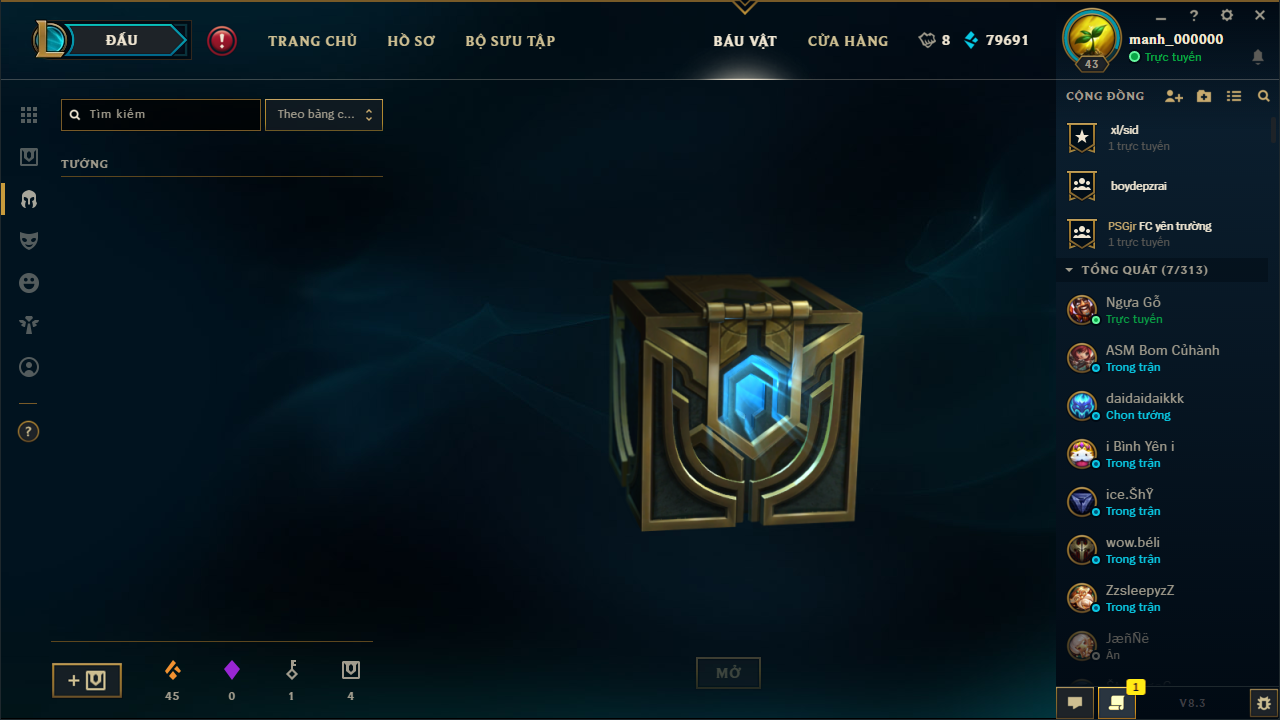 ĐẤU
TRANG CHỦ
HỒ SƠ
BỘ SƯU TẬP
BÁU VẬT
CỬA HÀNG
8
79691
43
manh_000000
Trực tuyến
Tìm kiếm
Theo bảng c...
TƯỚNG
CỘNG ĐỒNG
xl/sid
1 trực tuyến
boydepzrai
PSGjr FC yên trường
1 trực tuyến
TỔNG QUÁT (7/313)
Ngựa Gỗ
Trực tuyến
ASM Bom Củhành
Trong trận
daidaidaikkk
Chọn tướng
i Bình Yên i
Trong trận
ice.ŠhŸ
Trong trận
wow.béli
Trong trận
ZzsleepyzZ
Trong trận
JæñÑë
Ẩn
45
0
1
4
MỞ
1
V8.3